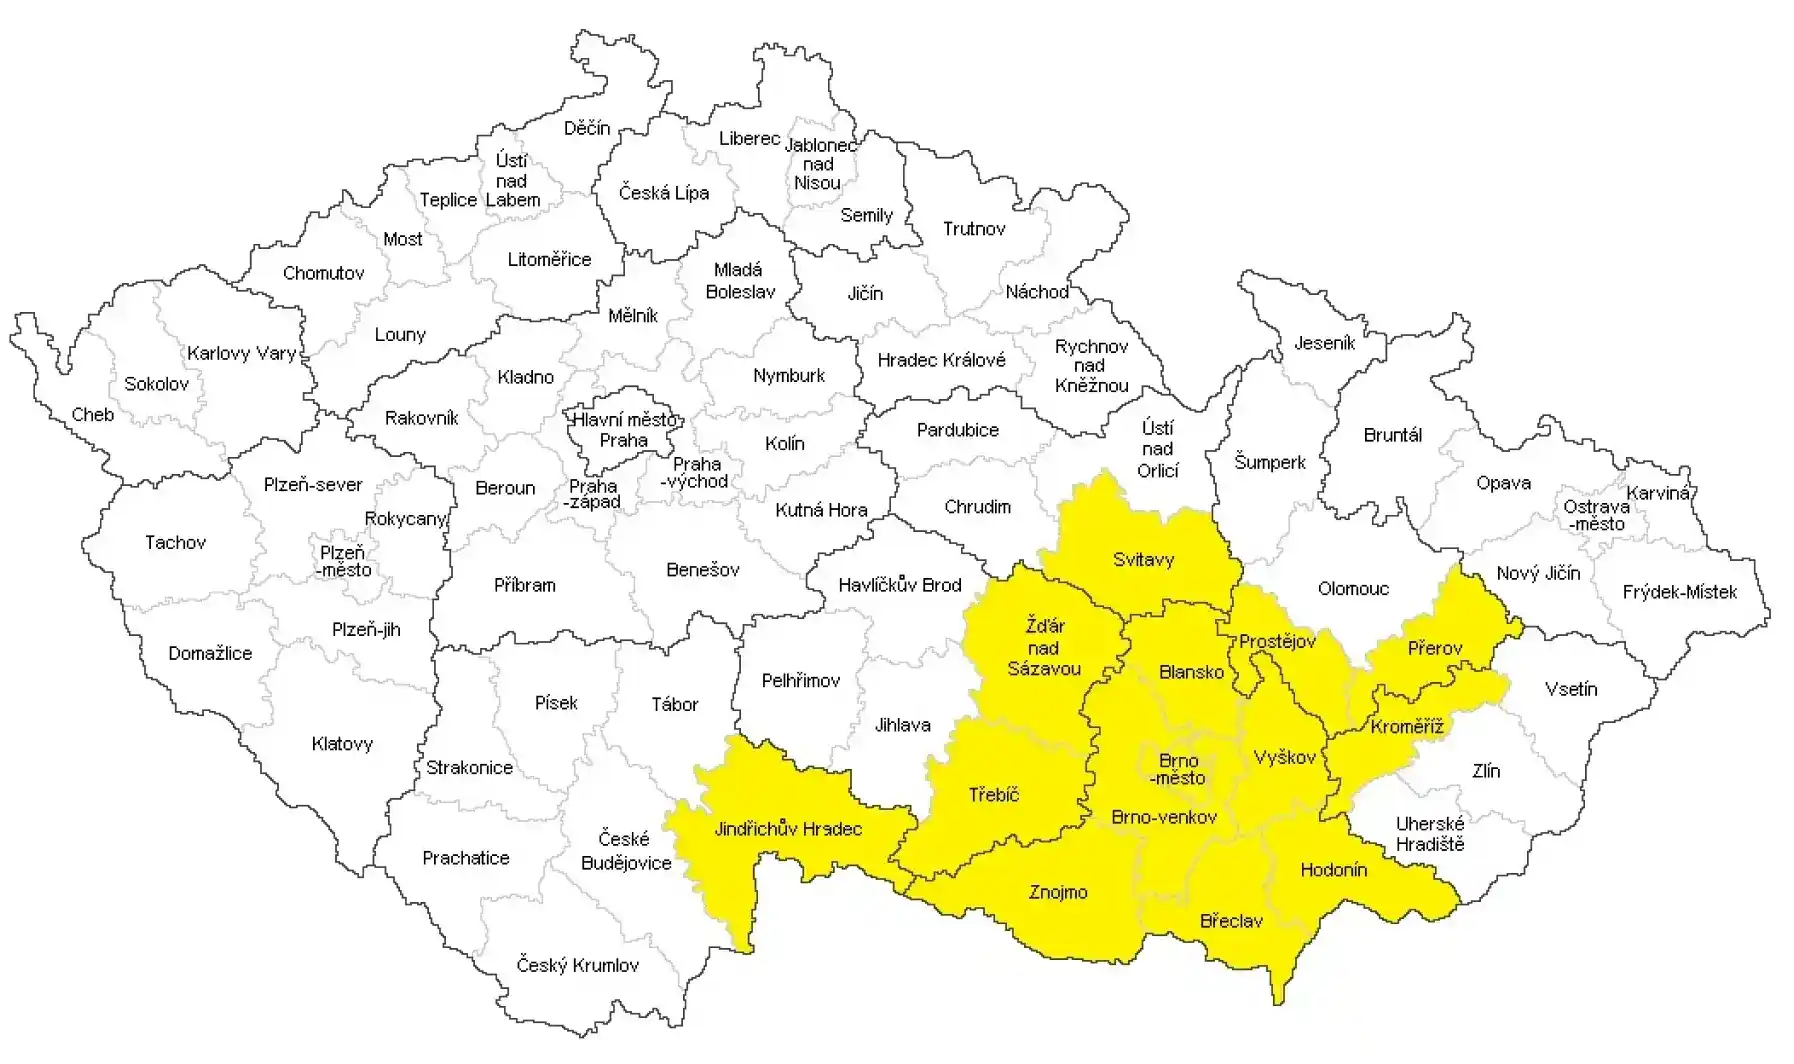 Děčín
Liberec
Jablonec
nad
Nisou
Ústí
nad
Labem
Teplice
Česká Lípa
Semily
Trutnov
Most
Litoměřice
Chomutov
Mladá
Boleslav
Jičín
Náchod
Mělník
Louny
Jeseník
Karlovy Vary
Sokolov
Cheb
Kladno
Nymburk
Hradec Králové
Rychnov
nad
Kněžnou
Rakovník
Hlavní město
Praha
Kolín
Pardubice
Ústí
nad
Orlicí
Šumperk
Bruntál
Plzeň-sever
Beroun
Praha
-západ
Praha
-východ
Kutná Hora
Chrudim
Opava
Karviná
Ostrava
-město
Rokycany
Tachov
Plzeň
-město
Příbram
Benešov
Havlíčkův Brod
Svitavy
Olomouc
Nový Jičín
Frýdek-Místek
Domažlice
Plzeň-jih
Žďár
nad
Sázavou
Prostějov
Přerov
Blansko
Pelhřimov
Vsetín
Písek
Tábor
Jihlava
Kroměříž
Klatovy
Strakonice
Brno
-město
Vyškov
Zlín
Třebíč
Brno-venkov
Jindřichův Hradec
Uherské
Hradiště
České
Budějovice
Prachatice
Hodonín
Znojmo
Břeclav
Český Krumlov